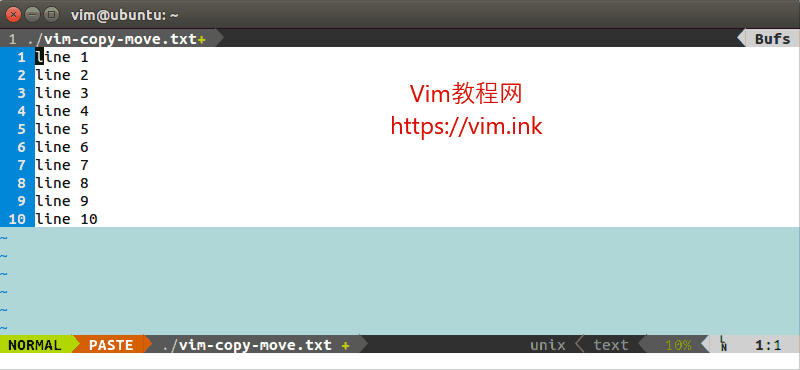 vim@ubuntu: ~
1 ./vim-copy-move.txt+ Bufs
1 line 1
2 line 2
3 line 3
4 line 4
5 line 5
6 line 6
7 line 7
8 line 8
9 line 9
10 line 10
Vim教程网
https://vim.ink
~
~
~
~
~
~
NORMAL PASTE ./vim-copy-move.txt + unix text 10% LN 1:1